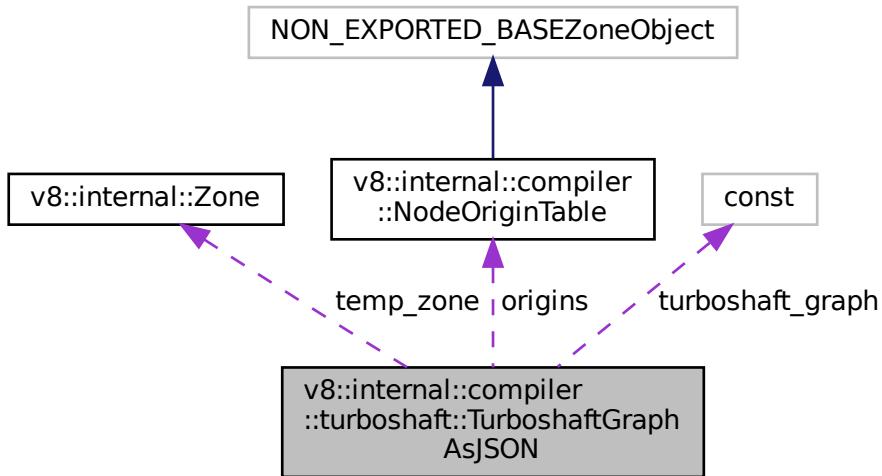 NON_EXPORTED_BASEZoneObject
v8::internal::Zone
v8::internal::compiler
::NodeOriginTable
const
temp_zone
origins
turboshaft_graph
v8::internal::compiler
::turboshaft::TurboshaftGraph
AsJSON